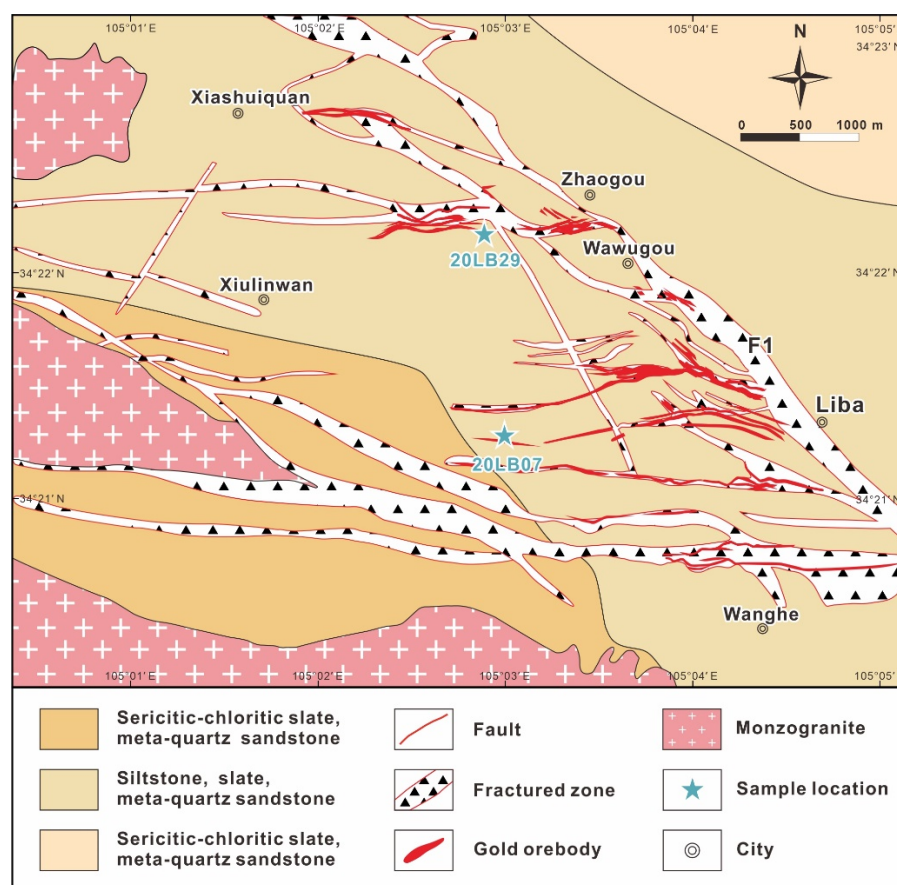 105°01′ E
105°02′ E
105°03′ E
105°04′ E
105°05′ E
34°23′ N
N
0 500 1000 m
Xiashuiquan
Zhaogou
Wawugou
20LB29
34°22′ N
34°22′ N
Xiulinwan
F1
Liba
20LB07
34°21′ N
34°21′ N
Wanghe
105°01′ E
105°02′ E
105°03′ E
105°04′ E
105°05′ E
Sericitic-chloritic slate,
meta-quartz sandstone
Fault
Monzogranite
Siltstone, slate,
meta-quartz sandstone
Fractured zone
Sample location
Sericitic-chloritic slate,
meta-quartz sandstone
Gold orebody
City